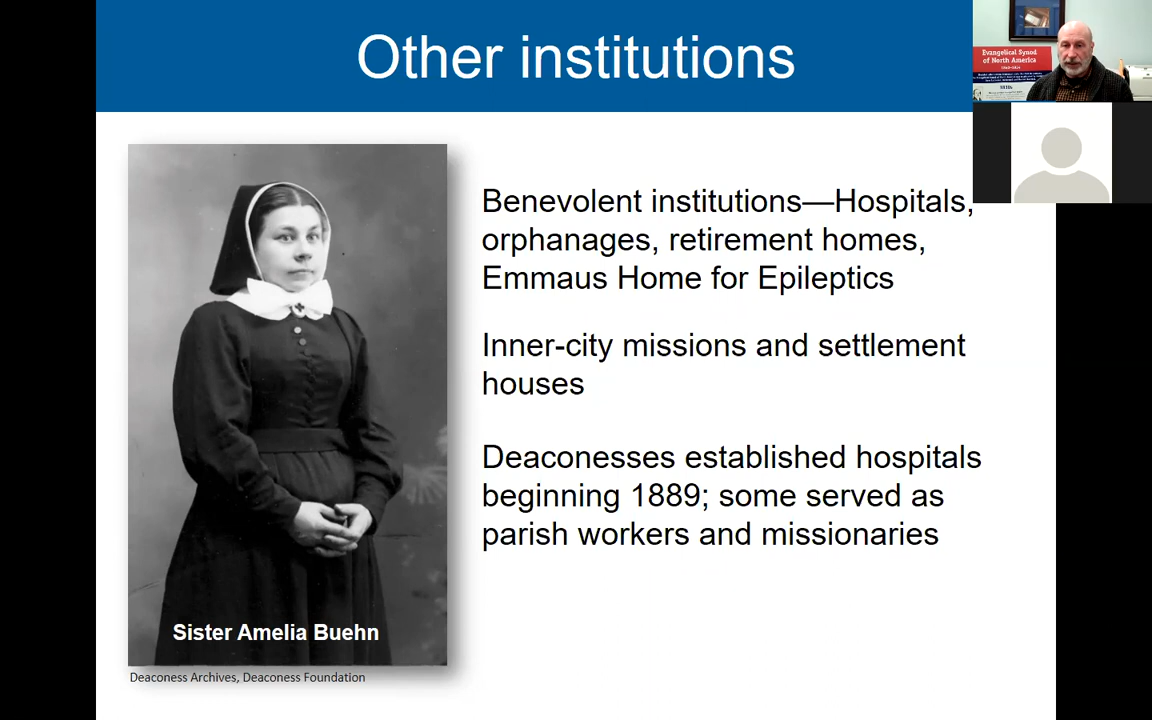 Other institutions
Evangelical Synod
of North America
Benevolent institutions—Hospitals,
orphanages, retirement homes,
Emmaus Home for Epileptics
Inner-city missions and settlement
houses
Deaconesses established hospitals
beginning 1889; some served as
parish workers and missionaries
Sister Amelia Buehn
Deaconess Archives, Deaconess Foundation